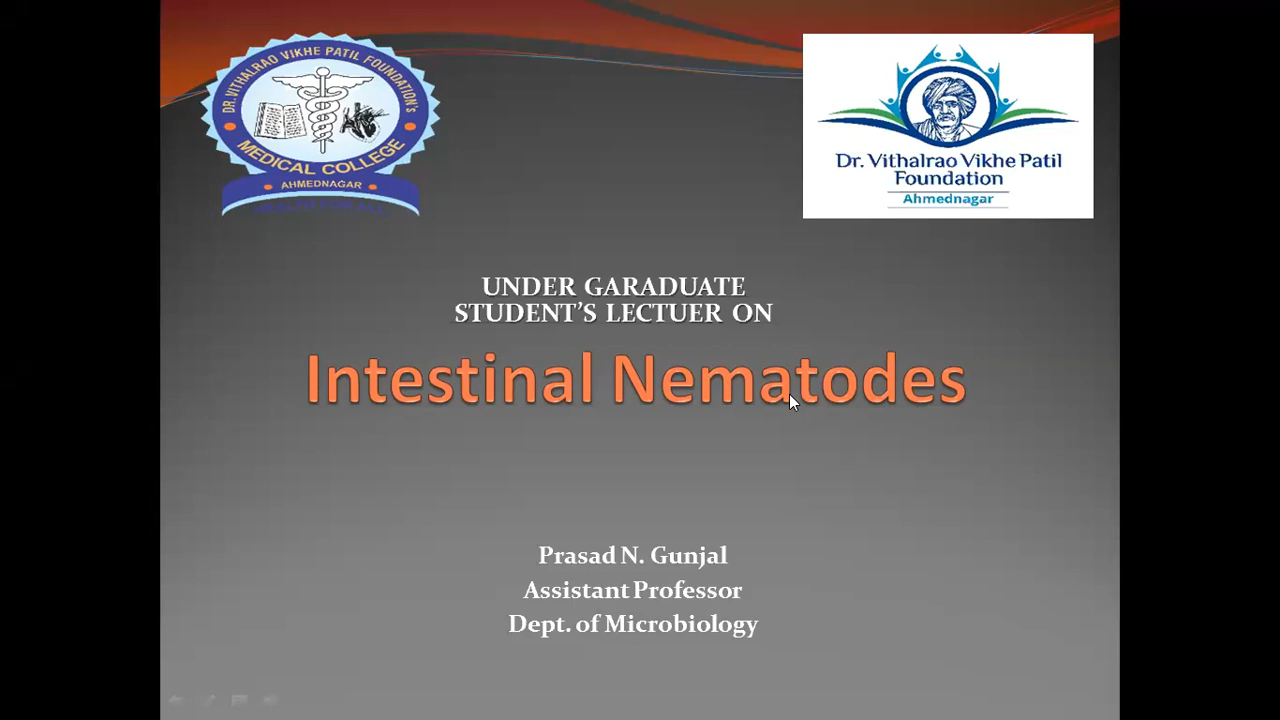 DR. VITHALRAO VIKHE PATIL FOUNDATION'S
MEDICAL COLLEGE
AHMEDNAGAR
Dr. Vithalrao Vikhe Patil
Foundation
Ahmednagar
UNDER GARADUATE
STUDENT’S LECTUER ON
Intestinal Nematodes
Prasad N. Gunjal
Assistant Professor
Dept. of Microbiology